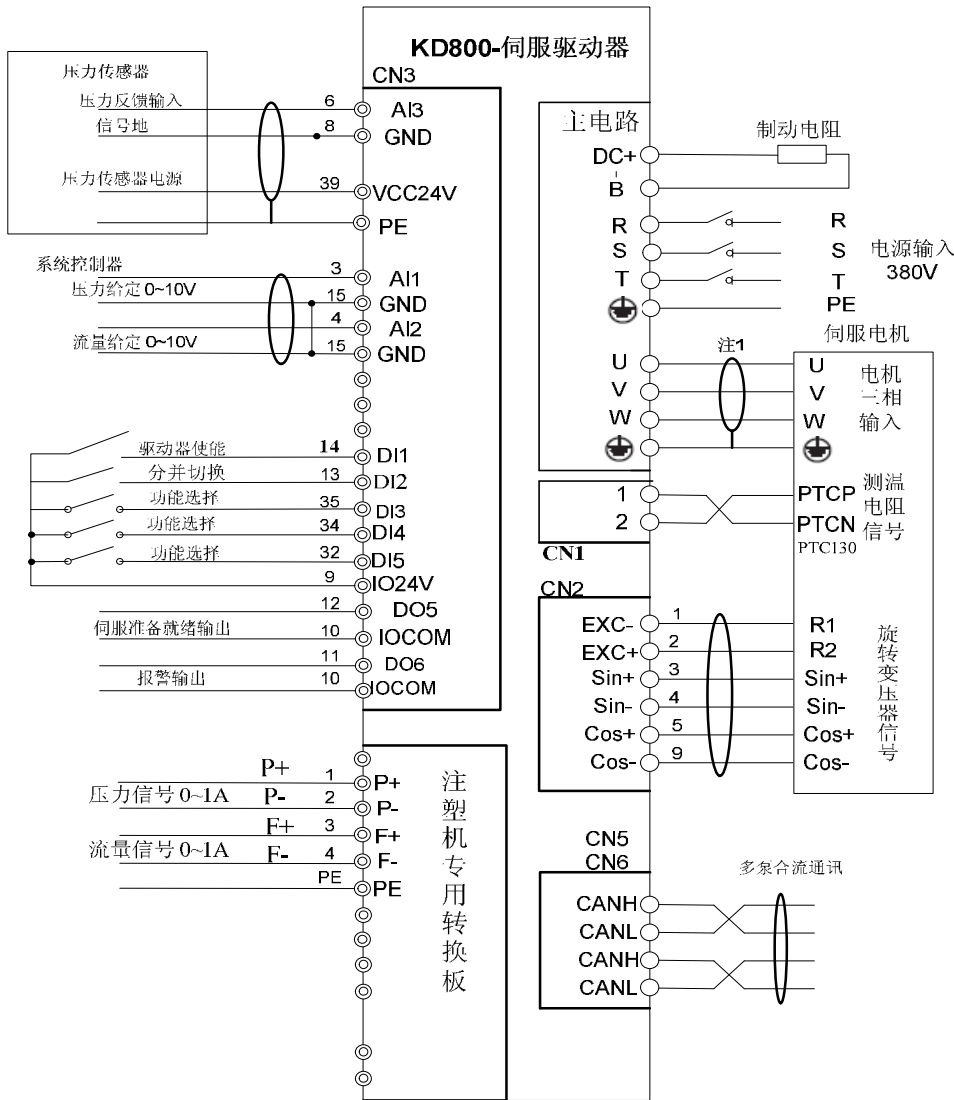 KD800-伺服驱动器
CN3
压力传感器
压力反馈输入 6 AI3
信号地 8 GND
压力传感器电源 39 VCC24V
PE
系统控制器
3 AI1
压力给定 0~10V 15 GND
4 AI2
流量给定 0~10V 15 GND
驱动器使能 14 DI1
分并切换 13 DI2
功能选择 35 DI3
功能选择 34 DI4
功能选择 32 DI5
9 IO24V
12 DO5
伺服准备就绪输出 10 IOCOM
11 DO6
报警输出 10 IOCOM
P+ 1 P+
压力信号 0~1A P- 2 P-
F+ 3 F+
流量信号 0~1A F- 4 F-
PE PE
注塑机专用转换板
主电路
制动电阻
DC+
-
B
R R
S S
T T
PE
电源输入
380V
伺服电机
注1
U U
V V
W W
电机
三相
输入
1 PTCP
2 PTCN
PTC130
测温
电阻
信号
CN1
CN2
EXC- 1 R1
EXC+ 2 R2
Sin+ 3 Sin+
Sin- 4 Sin-
Cos+ 5 Cos+
Cos- 9 Cos-
旋转变压器信号
CN5
CN6
多泵合流通讯
CANH
CANL
CANH
CANL